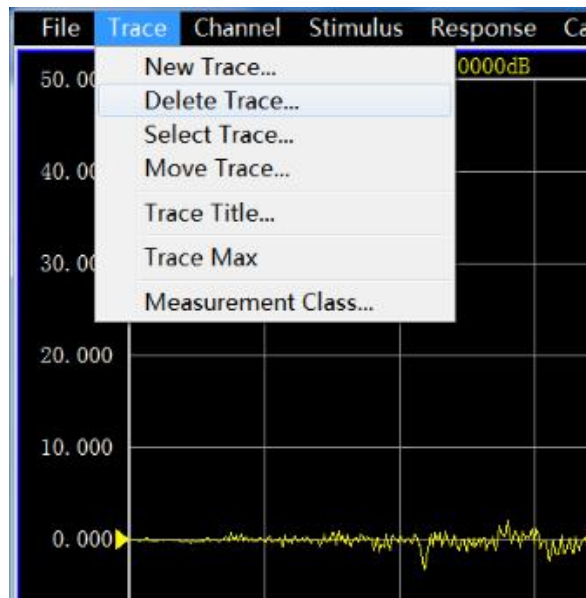 File Trace Channel Stimulus Response Ca
0000dB
50.00
New Trace...
Delete Trace...
Select Trace...
40.00
Move Trace...
Trace Title...
30.00
Trace Max
Measurement Class...
20.000
10.000
0.000